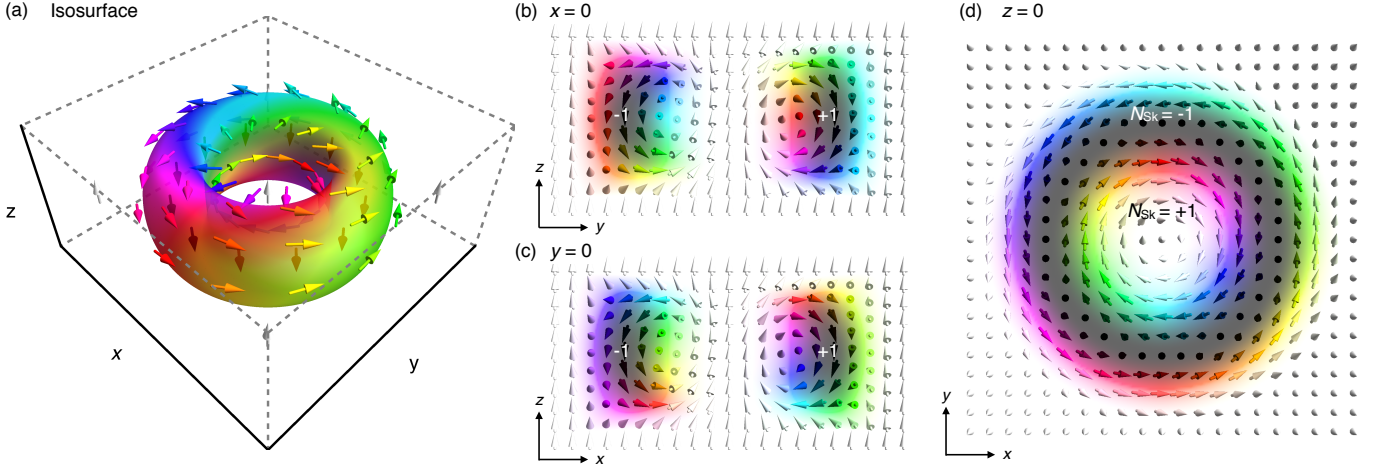 (a) Isosurface
z
x
y
(b) x = 0
-1
+1
z
y
(c) y = 0
-1
+1
z
x
(d) z = 0
NSk = -1
NSk = +1
y
x